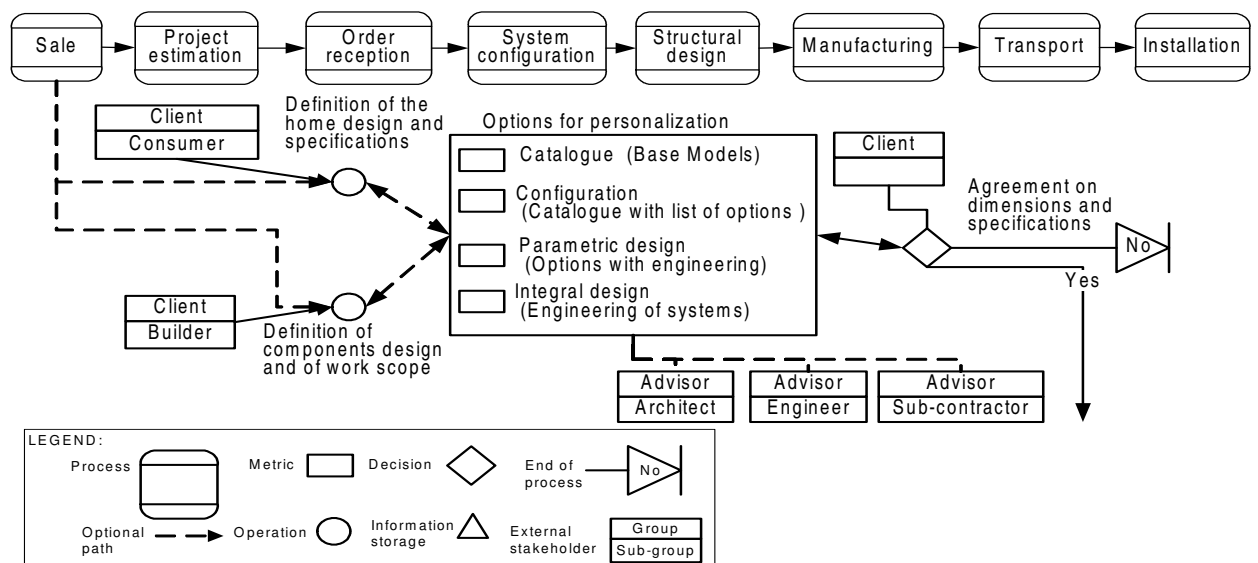 Sale
Project
estimation
Order
reception
System
configuration
Structural
design
Manufacturing
Transport
Installation
Client
Consumer
Definition of the
home design and
specifications
Options for personalization
Catalogue (Base Models)
Configuration
(Catalogue with list of options )
Parametric design
(Options with engineering)
Integral design
(Engineering of systems)
Client
Agreement on
dimensions and
specifications
No
Yes
Client
Builder
Definition of
components design
and of work scope
Advisor
Architect
Advisor
Engineer
Advisor
Sub-contractor
LEGEND:
Process
Metric
Decision
End of
process
No
Optional
path
Operation
Information
storage
External
stakeholder
Group
Sub-group